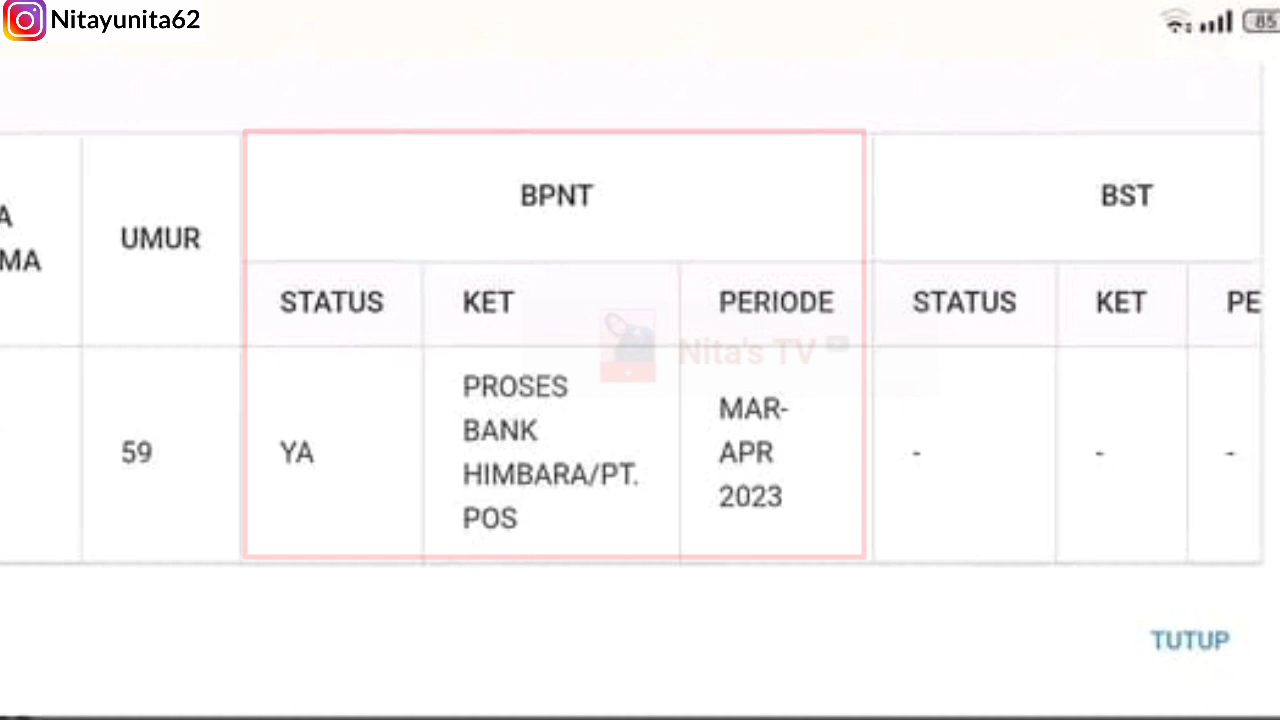 Nitayunita62
85
BPNT
BST
A
MA
UMUR
STATUS
KET
PERIODE
STATUS
KET
PE
Nita's TV
59
YA
PROSES
BANK
HIMBARA/PT.
POS
MAR-
APR
2023
-
-
-
TUTUP